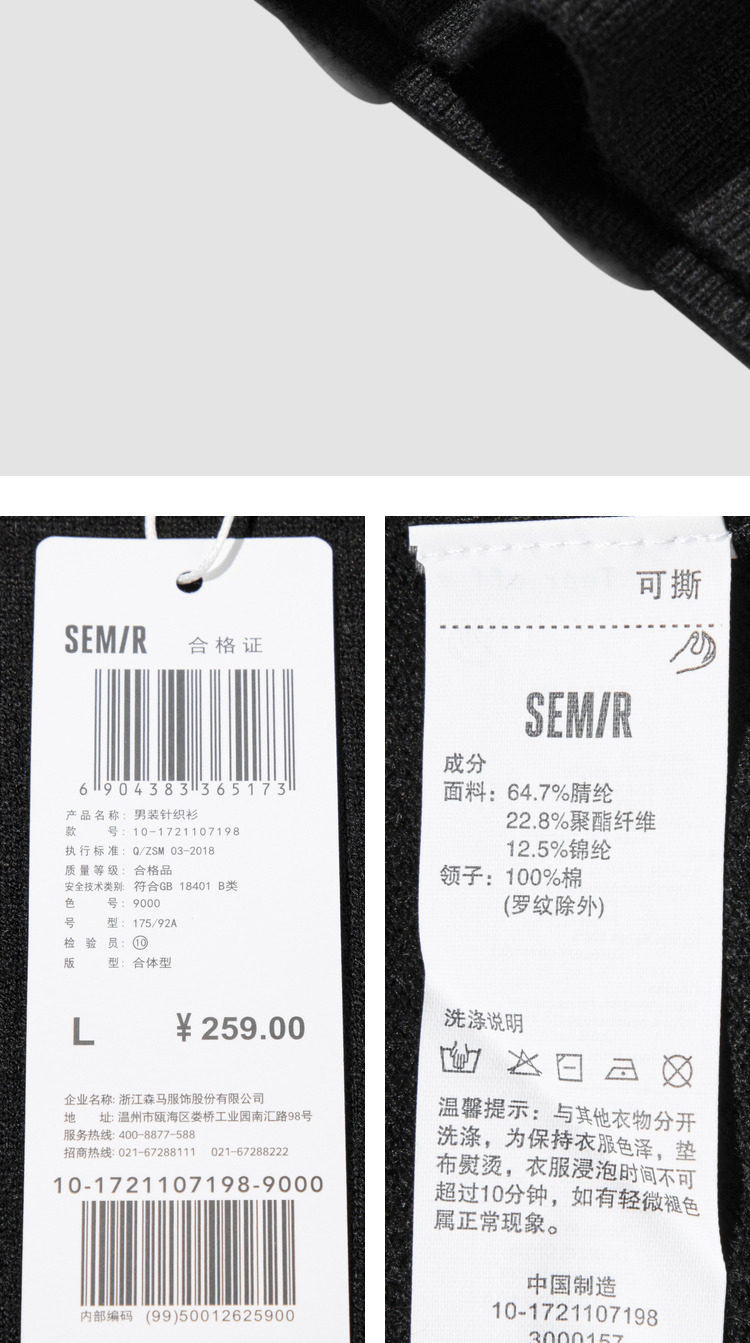 SEMIR 合格证
6 904383 365173
产品名称: 男装针织衫
款 号: 10-1721107198
执行标准: Q/ZSM 03-2018
质量等级: 合格品
安全技术类别: 符合GB 18401 B类
色 号: 9000
号 型: 175/92A
检 验 员: ⑩
版 型: 合体型
L ¥ 259.00
企业名称: 浙江森马服饰股份有限公司
地 址: 温州市瓯海区娄桥工业园南汇路98号
服务热线: 400-8877-588
招商热线: 021-67288111 021-67288222
10-1721107198-9000
内部编码 (99)50012625900
可撕
SEMIR
成分
面料: 64.7%腈纶
22.8%聚酯纤维
12.5%锦纶
领子: 100%棉
(罗纹除外)
洗涤说明
温馨提示: 与其他衣物分开
洗涤，为保持衣服色泽，垫
布熨烫，衣服浸泡时间不可
超过10分钟，如有轻微褪色
属正常现象。
中国制造
10-1721107198
3000157